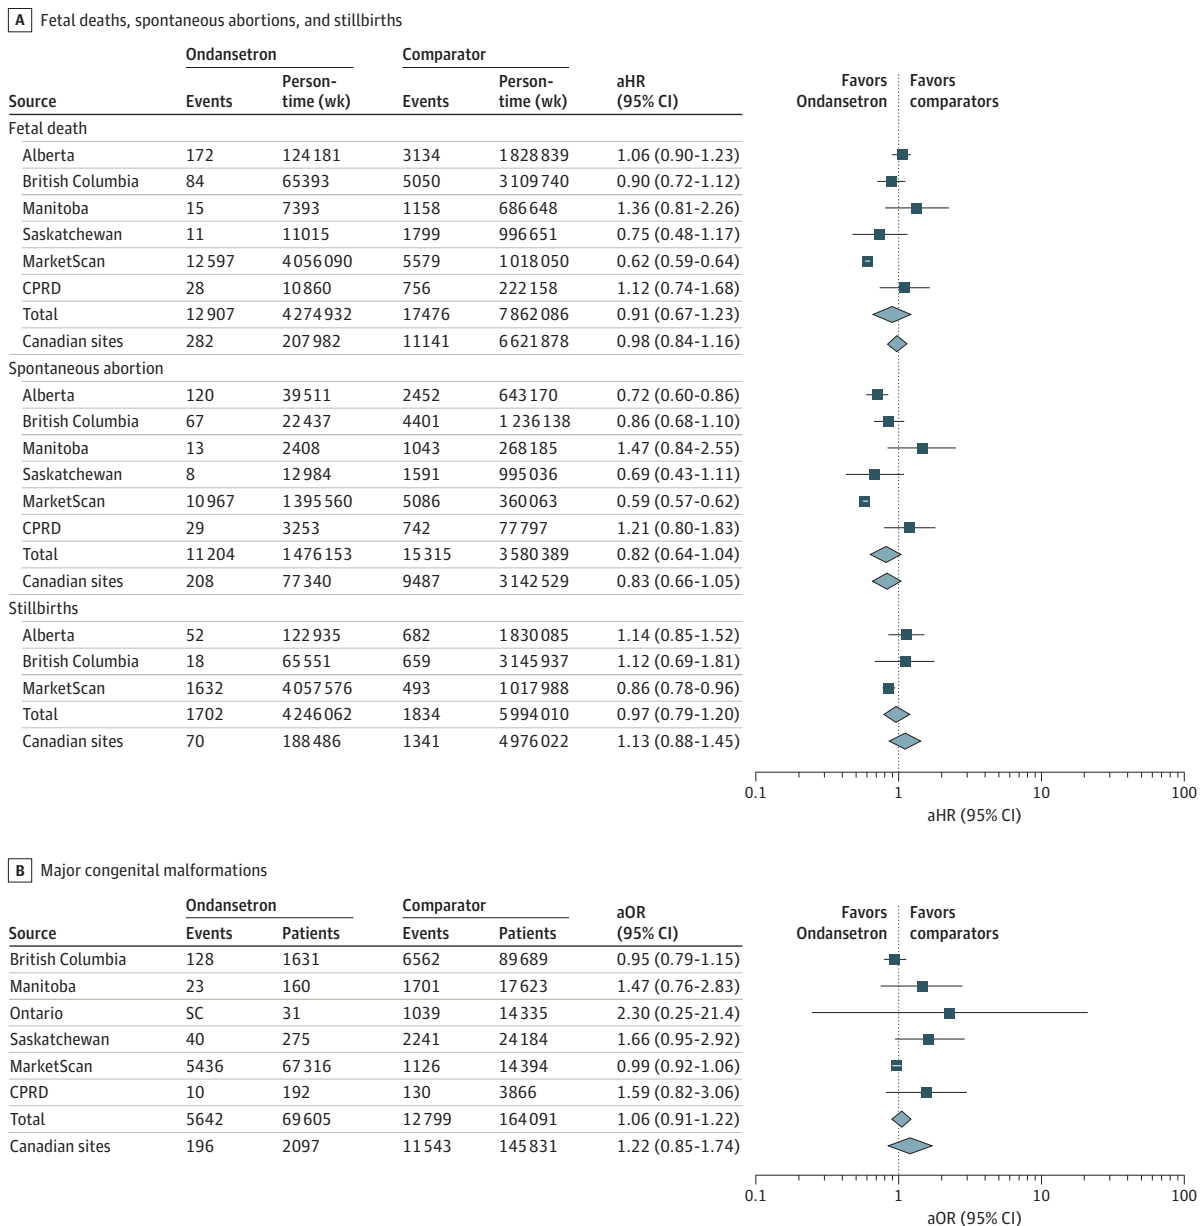 A Fetal deaths, spontaneous abortions, and stillbirths
Ondansetron Comparator
Source Events Person-time (wk) Events Person-time (wk) aHR (95% CI) Favors Ondansetron Favors comparators
Fetal death
Alberta 172 124181 3134 1828839 1.06 (0.90-1.23)
British Columbia 84 65393 5050 3109740 0.90 (0.72-1.12)
Manitoba 15 7393 1158 686648 1.36 (0.81-2.26)
Saskatchewan 11 11015 1799 996651 0.75 (0.48-1.17)
MarketScan 12597 4056090 5579 1018050 0.62 (0.59-0.64)
CPRD 28 10860 756 222158 1.12 (0.74-1.68)
Total 12907 4274932 17476 7862086 0.91 (0.67-1.23)
Canadian sites 282 207982 11141 6621878 0.98 (0.84-1.16)
Spontaneous abortion
Alberta 120 39511 2452 643170 0.72 (0.60-0.86)
British Columbia 67 22437 4401 1236138 0.86 (0.68-1.10)
Manitoba 13 2408 1043 268185 1.47 (0.84-2.55)
Saskatchewan 8 12984 1591 995036 0.69 (0.43-1.11)
MarketScan 10967 1395560 5086 360063 0.59 (0.57-0.62)
CPRD 29 3253 742 77797 1.21 (0.80-1.83)
Total 11204 1476153 15315 3580389 0.82 (0.64-1.04)
Canadian sites 208 77340 9487 3142529 0.83 (0.66-1.05)
Stillbirths
Alberta 52 122935 682 1830085 1.14 (0.85-1.52)
British Columbia 18 65551 659 3145937 1.12 (0.69-1.81)
MarketScan 1632 4057576 493 1017988 0.86 (0.78-0.96)
Total 1702 4246062 1834 5994010 0.97 (0.79-1.20)
Canadian sites 70 188486 1341 4976022 1.13 (0.88-1.45)
0.1 1 10 100
aHR (95% CI)
B Major congenital malformations
Ondansetron Comparator
Source Events Patients Events Patients aOR (95% CI) Favors Ondansetron Favors comparators
British Columbia 128 1631 6562 89689 0.95 (0.79-1.15)
Manitoba 23 160 1701 17623 1.47 (0.76-2.83)
Ontario SC 31 1039 14335 2.30 (0.25-21.4)
Saskatchewan 40 275 2241 24184 1.66 (0.95-2.92)
MarketScan 5436 67316 1126 14394 0.99 (0.92-1.06)
CPRD 10 192 130 3866 1.59 (0.82-3.06)
Total 5642 69605 12799 164091 1.06 (0.91-1.22)
Canadian sites 196 2097 11543 145831 1.22 (0.85-1.74)
0.1 1 10 100
aOR (95% CI)